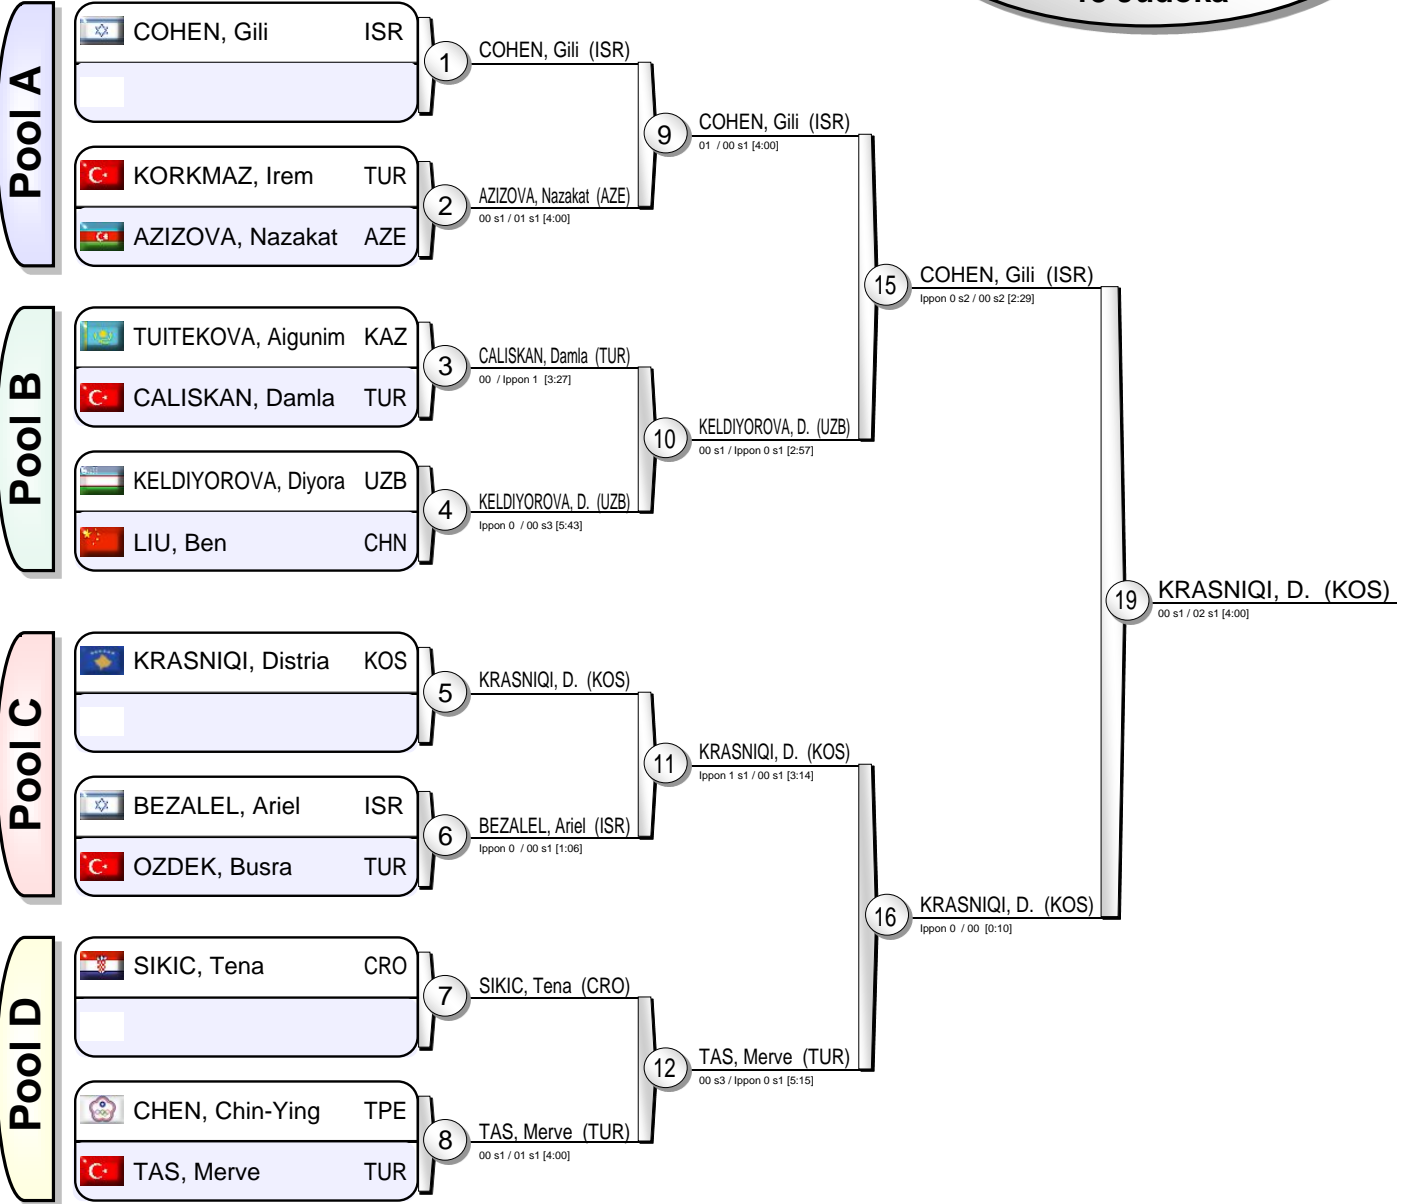 Pool A
COHEN, Gili ISR
KORKMAZ, Irem TUR
AZIZOVA, Nazakat AZE
Pool B
TUITEKOVA, Aigunim KAZ
CALISKAN, Damla TUR
KELDIYOROVA, Diyora UZB
LIU, Ben CHN
Pool C
KRASNIQI, Distria KOS
BEZALEL, Ariel ISR
OZDEK, Busra TUR
Pool D
SIKIC, Tena CRO
CHEN, Chin-Ying TPE
TAS, Merve TUR
1
COHEN, Gili (ISR)
2
AZIZOVA, Nazakat (AZE)
00 s1 / 01 s1 [4:00]
3
CALISKAN, Damla (TUR)
00 / Ippon 1 [3:27]
4
KELDIYOROVA, D. (UZB)
Ippon 0 / 00 s3 [5:43]
5
KRASNIQI, D. (KOS)
6
BEZALEL, Ariel (ISR)
Ippon 0 / 00 s1 [1:06]
7
SIKIC, Tena (CRO)
8
TAS, Merve (TUR)
00 s1 / 01 s1 [4:00]
9
COHEN, Gili (ISR)
01 / 00 s1 [4:00]
10
KELDIYOROVA, D. (UZB)
00 s1 / Ippon 0 s1 [2:57]
11
KRASNIQI, D. (KOS)
Ippon 1 s1 / 00 s1 [3:14]
12
TAS, Merve (TUR)
00 s3 / Ippon 0 s1 [5:15]
15
COHEN, Gili (ISR)
Ippon 0 s2 / 00 s2 [2:29]
16
KRASNIQI, D. (KOS)
Ippon 0 / 00 [0:10]
19
KRASNIQI, D. (KOS)
00 s1 / 02 s1 [4:00]